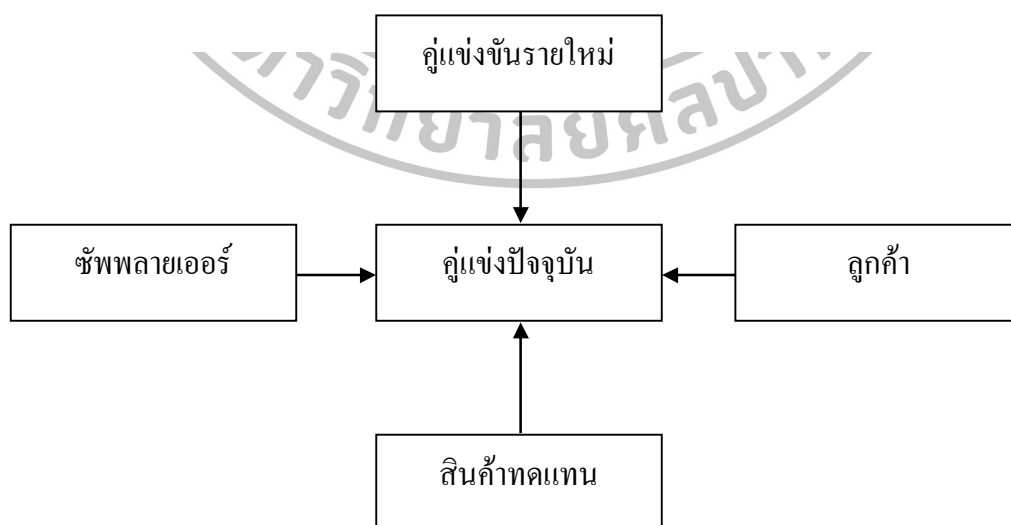 คู่แข่งขันรายใหม่
ซัพพลายเออร์
คู่แข่งปัจจุบัน
ลูกค้า
สินค้าทดแทน